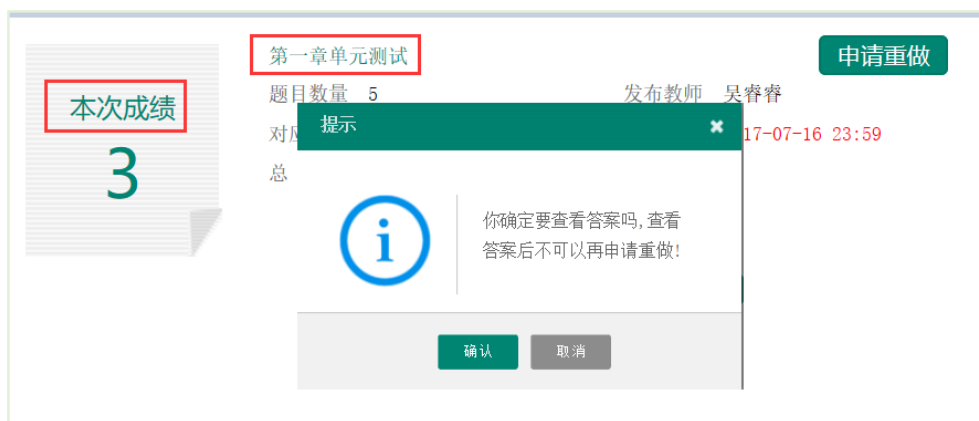 本次成绩
3
第一章单元测试
申请重做
题目数量 5
发布教师 吴睿睿
对应
17-07-16 23:59
总
提示
你确定要查看答案吗,查看
答案后不可以再申请重做!
确认
取消